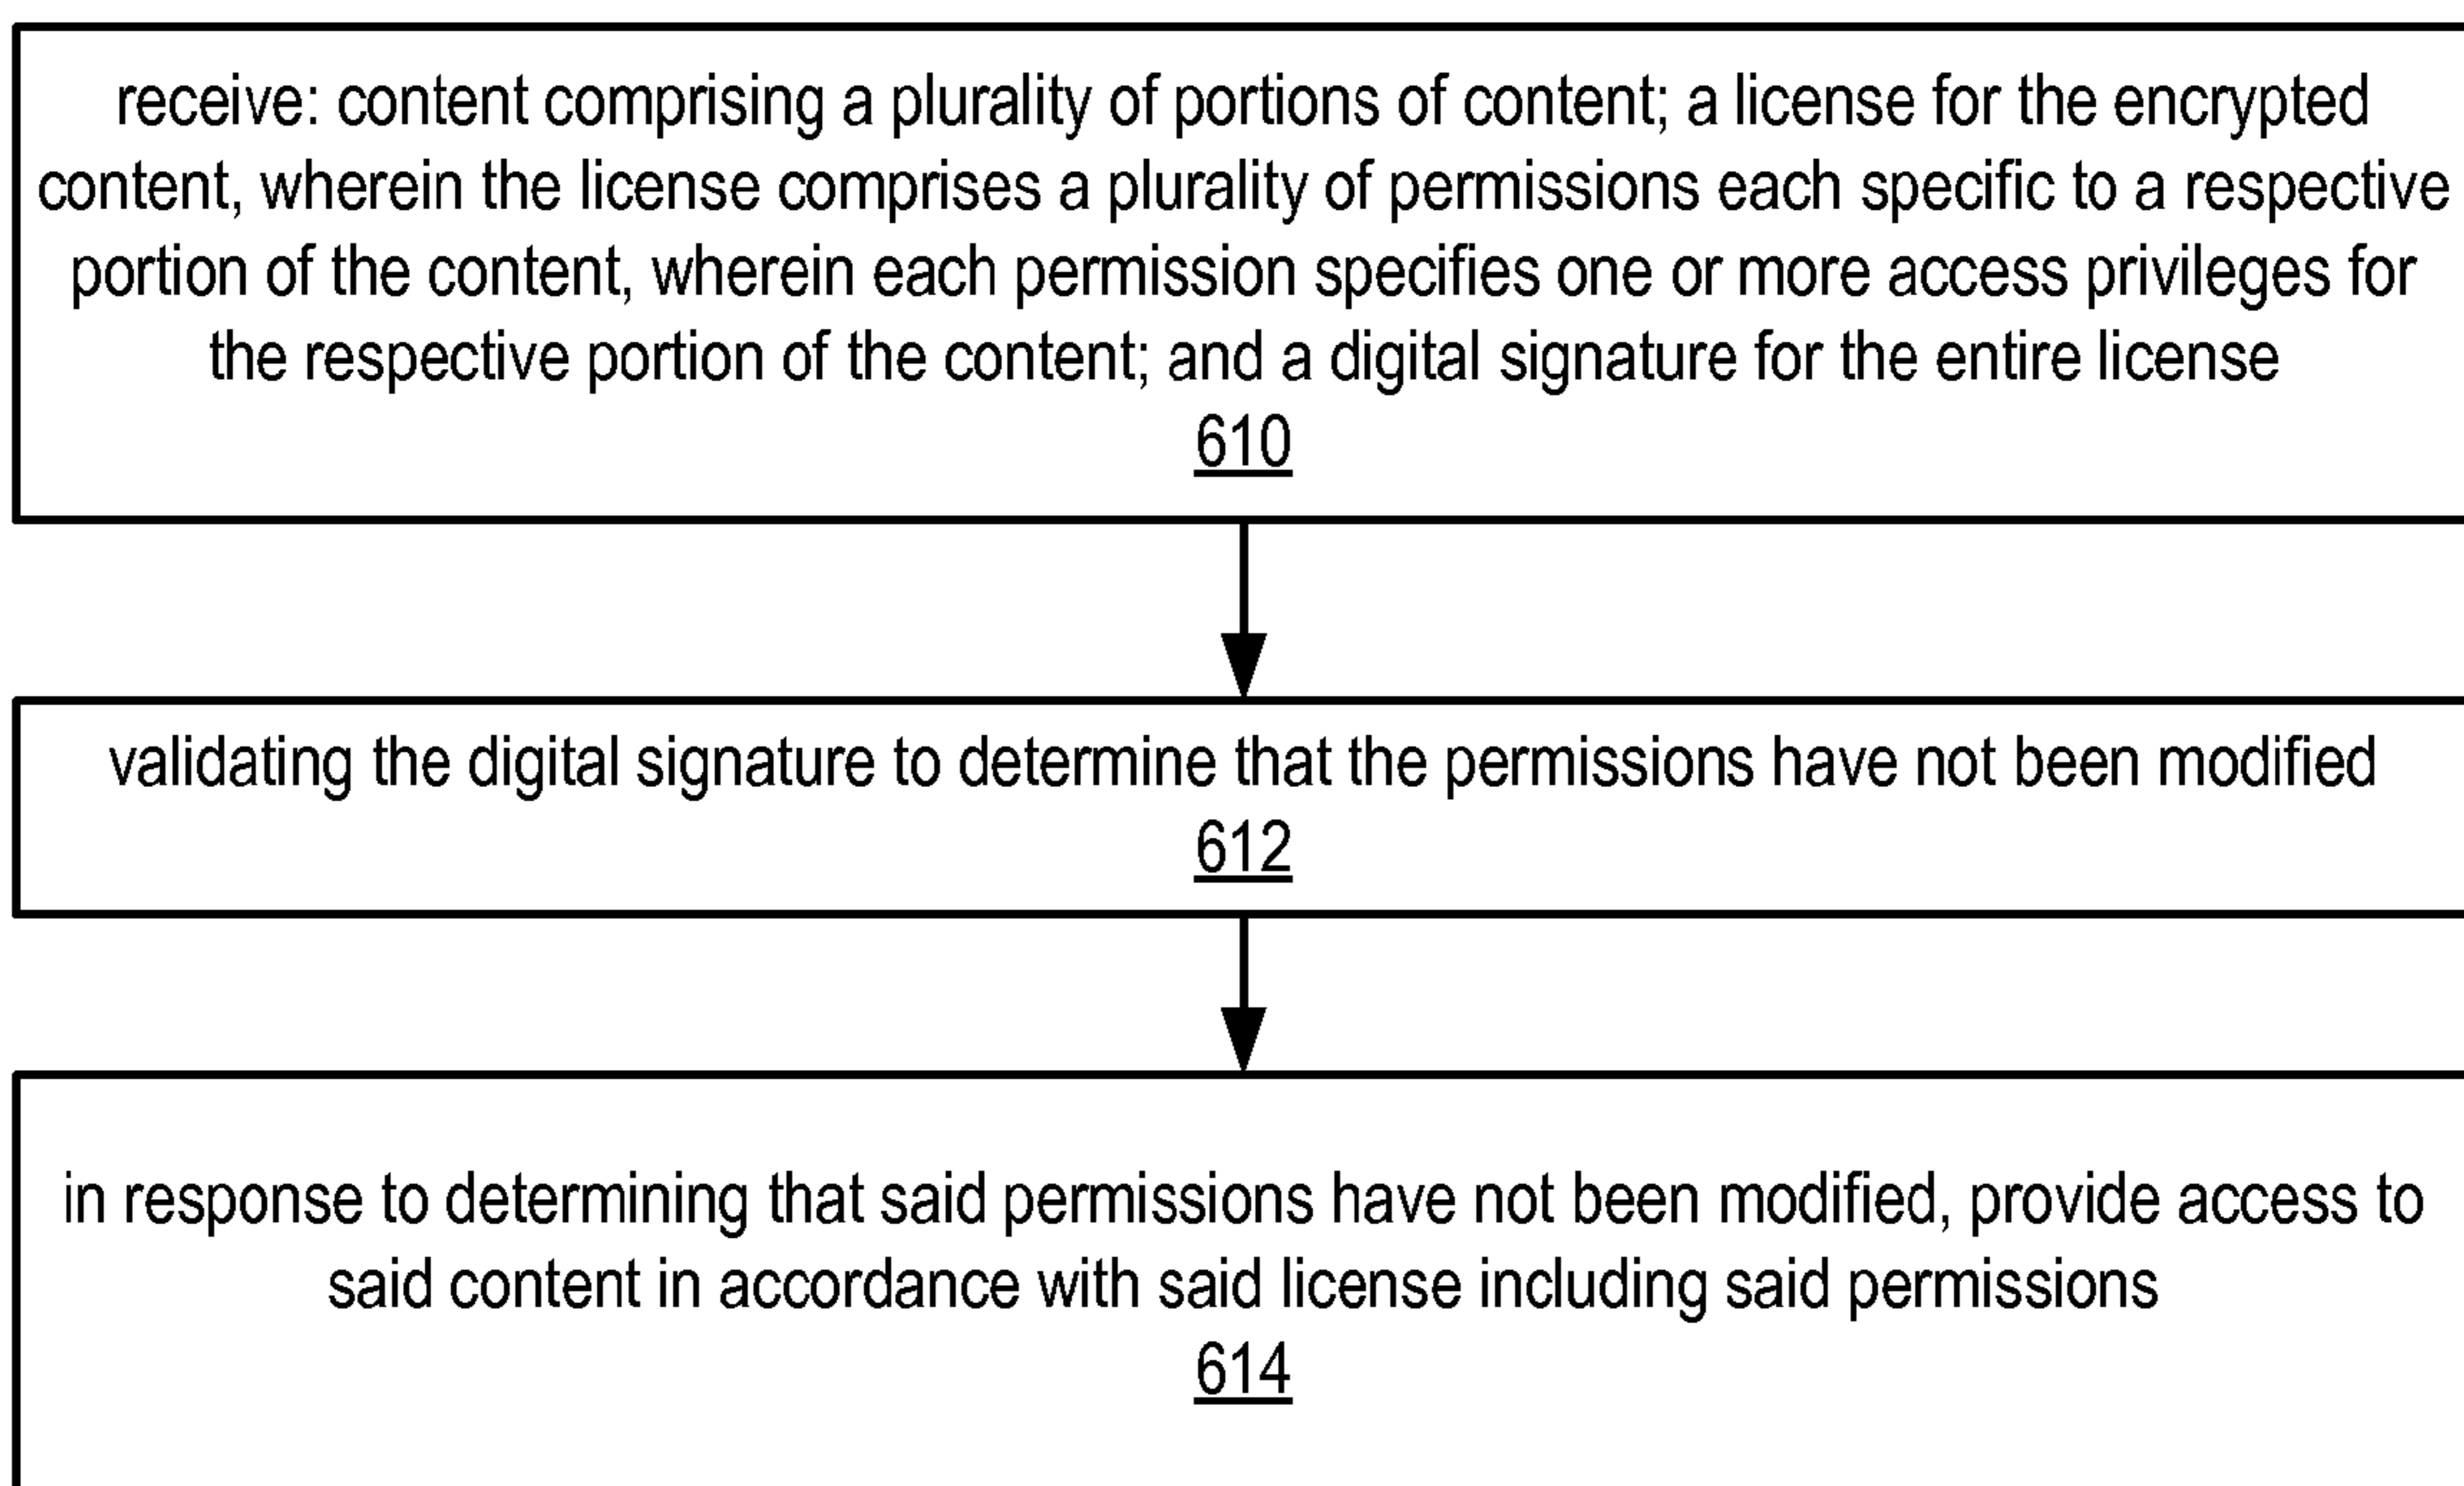 receive: content comprising a plurality of portions of content; a license for the encrypted
content, wherein the license comprises a plurality of permissions each specific to a respective
portion of the content, wherein each permission specifies one or more access privileges for
the respective portion of the content; and a digital signature for the entire license
610
validating the digital signature to determine that the permissions have not been modified
612
in response to determining that said permissions have not been modified, provide access to
said content in accordance with said license including said permissions
614